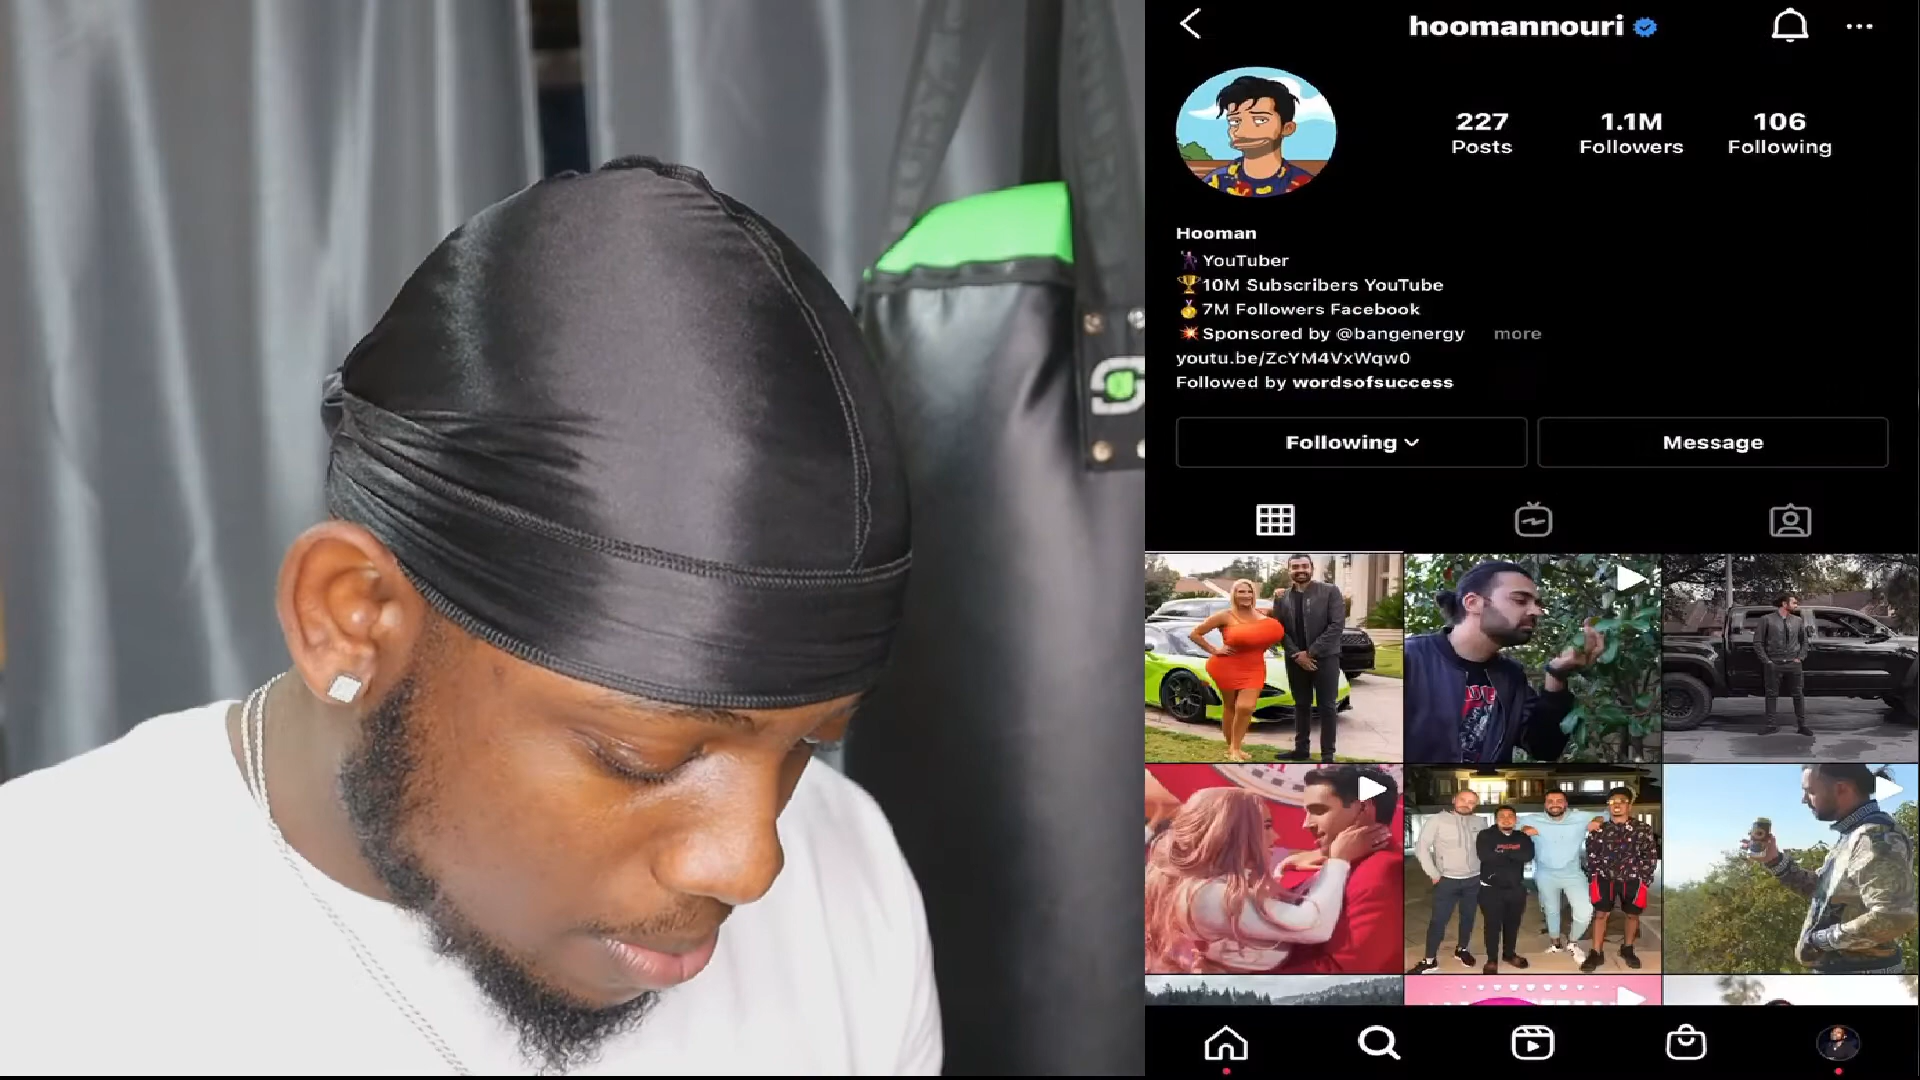 hoomannouri
227
Posts
1.1M
Followers
106
Following
Hooman
YouTuber
10M Subscribers YouTube
7M Followers Facebook
Sponsored by @bangenergy more
youtu.be/ZcYM4VxWqw0
Followed by wordsofsuccess
Following
Message